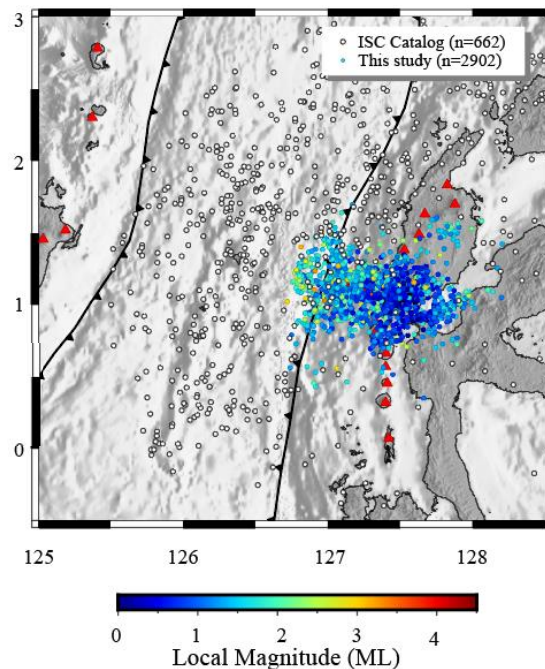 3
ISC Catalog (n=662)
This study (n=2902)
2
1
0
125 126 127 128
0 1 2 3 4
Local Magnitude (ML)